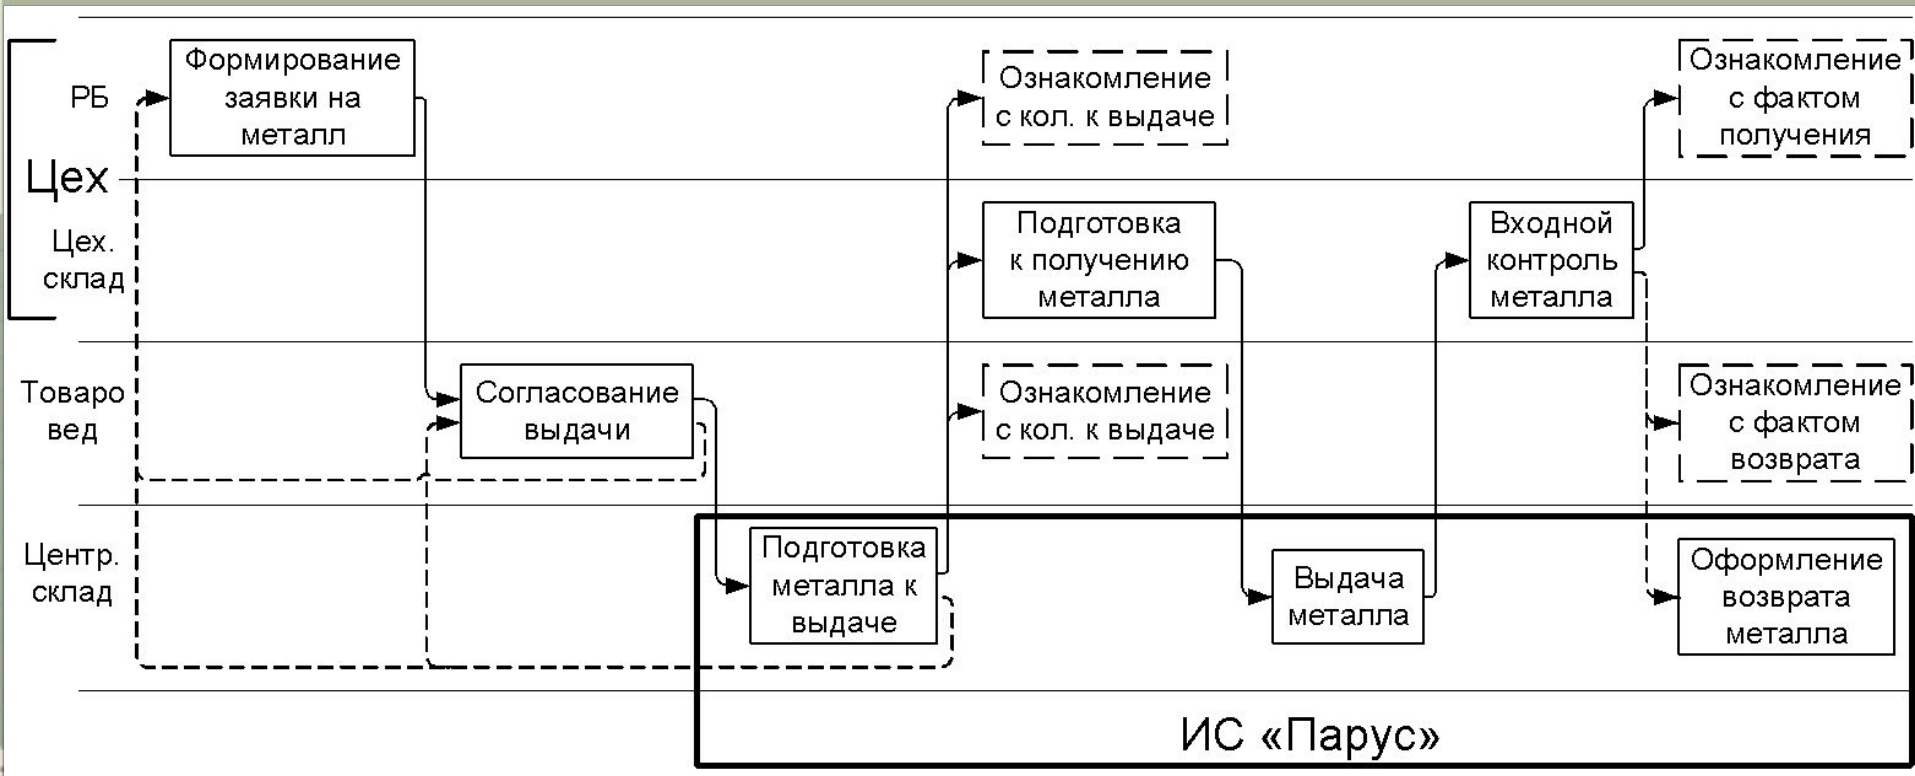 РБ
Формирование
заявки на
металл
Ознакомление
с кол. к выдаче
Ознакомление
с фактом
получения
Цех
Цех.
склад
Подготовка
к получению
металла
Входной
контроль
металла
Товаро
вед
Согласование
выдачи
Ознакомление
с кол. к выдаче
Ознакомление
с фактом
возврата
Центр.
склад
Подготовка
металла к
выдаче
Выдача
металла
Оформление
возврата
металла
ИС «Парус»